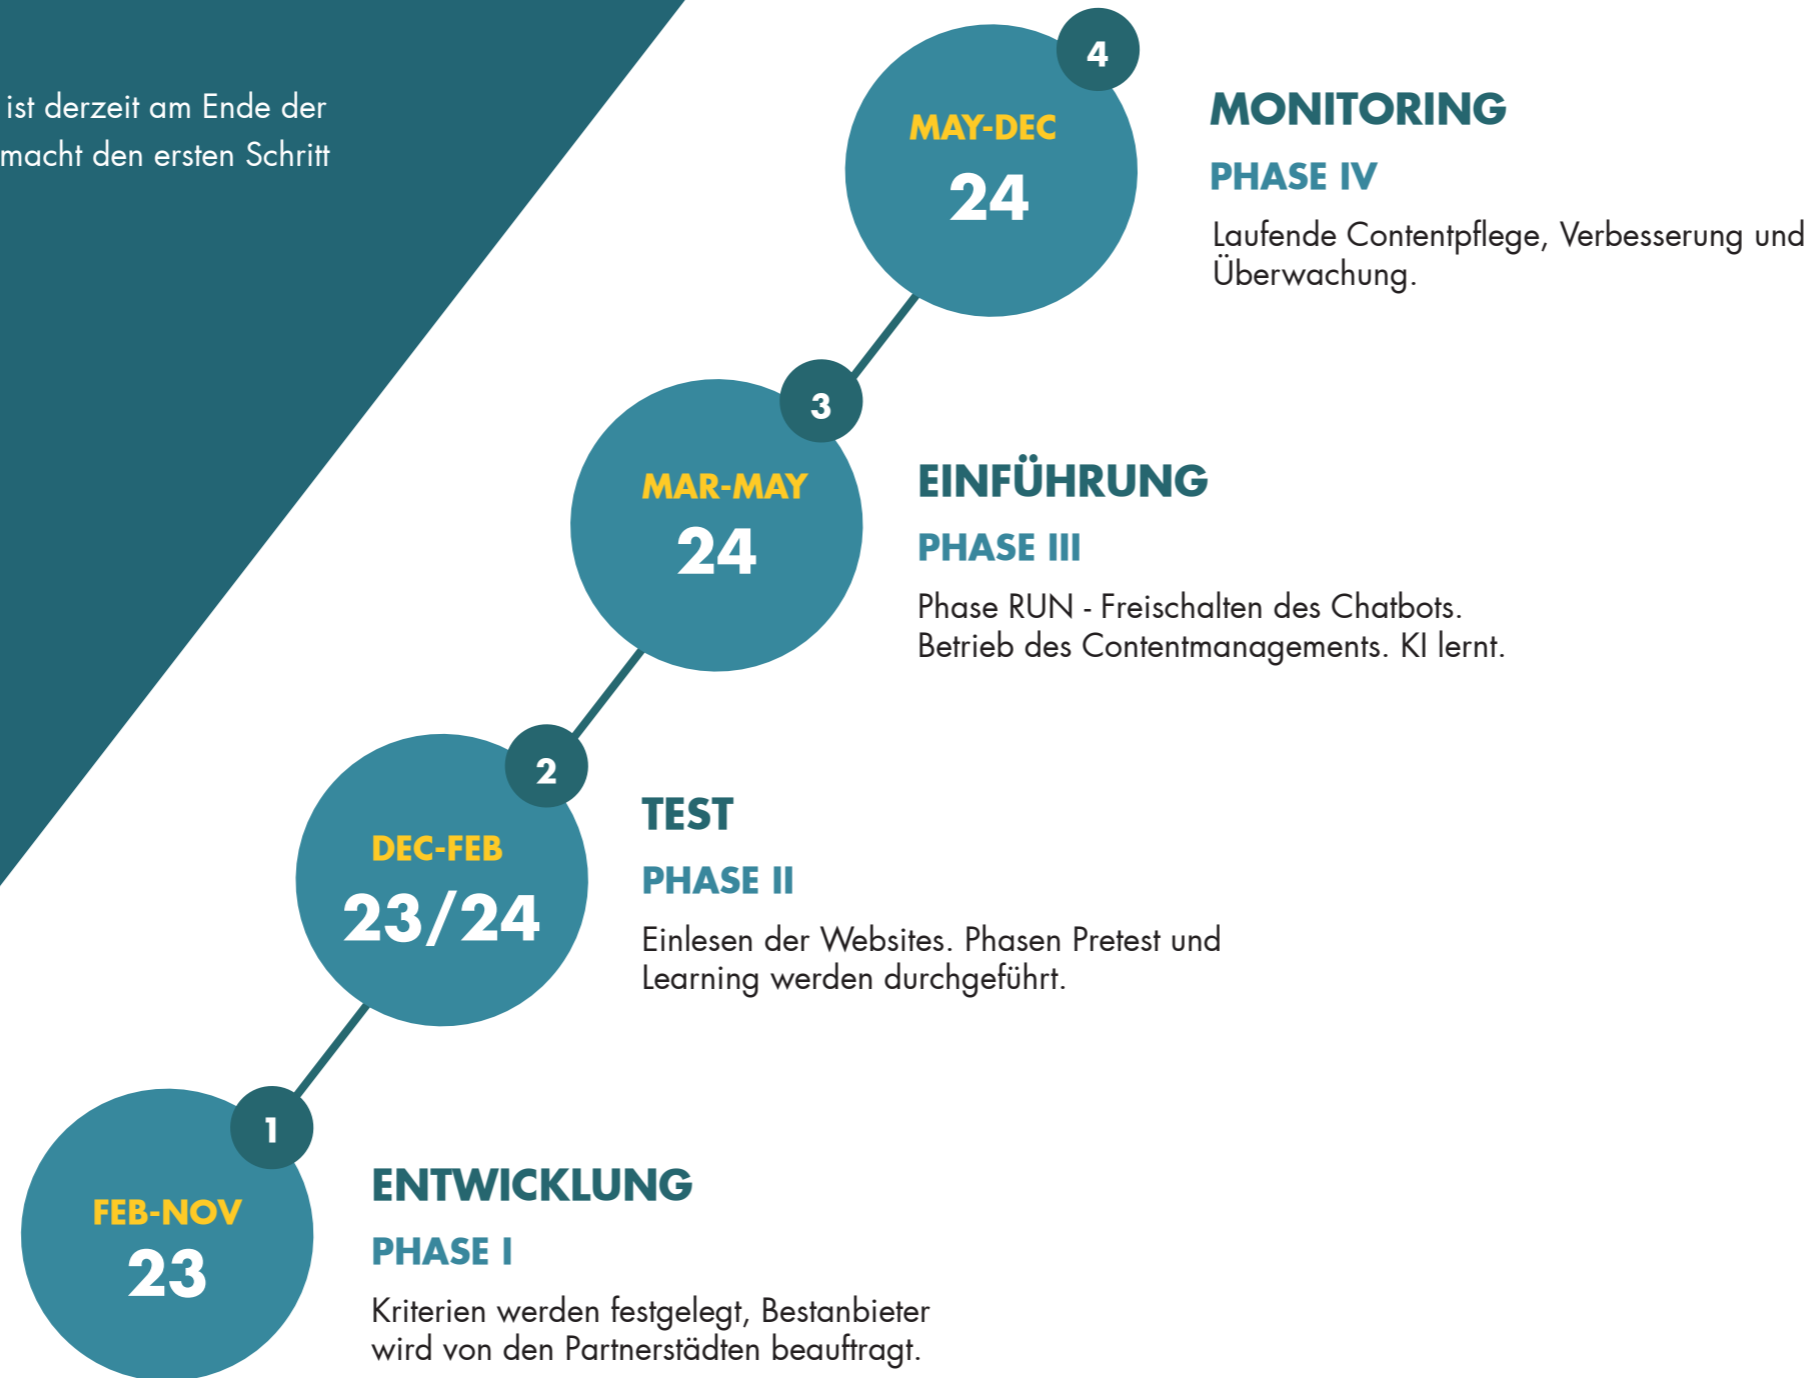 ist derzeit am Ende der
macht den ersten Schritt
4
MAY-DEC
24
MONITORING
PHASE IV
Laufende Contentpflege, Verbesserung und
Überwachung.
3
MAR-MAY
24
EINFÜHRUNG
PHASE III
Phase RUN - Freischalten des Chatbots.
Betrieb des Contentmanagements. KI lernt.
2
DEC-FEB
23/24
TEST
PHASE II
Einlesen der Websites. Phasen Pretest und
Learning werden durchgeführt.
1
FEB-NOV
23
ENTWICKLUNG
PHASE I
Kriterien werden festgelegt, Bestanbieter
wird von den Partnerstädten beauftragt.